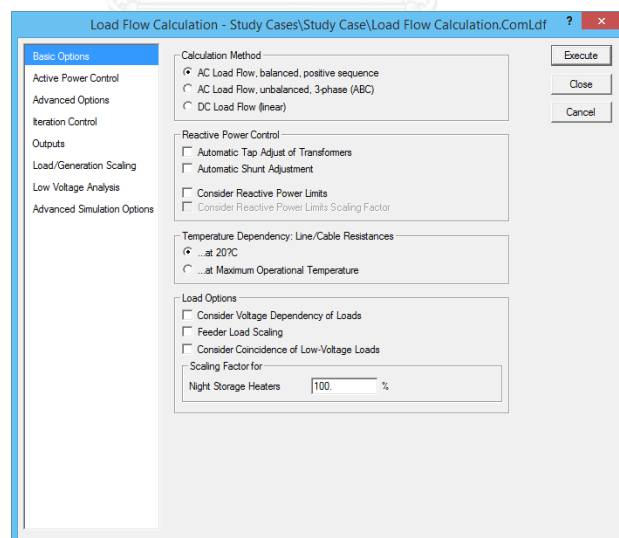 Load Flow Calculation - Study Cases\Study Case\Load Flow Calculation.ComLdf ? ×
Basic Options
Active Power Control
Advanced Options
Iteration Control
Outputs
Load/Generation Scaling
Low Voltage Analysis
Advanced Simulation Options
Calculation Method
AC Load Flow, balanced, positive sequence
AC Load Flow, unbalanced, 3-phase (ABC)
DC Load Flow (linear)
Reactive Power Control
Automatic Tap Adjust of Transformers
Automatic Shunt Adjustment
Consider Reactive Power Limits
Consider Reactive Power Limits Scaling Factor
Temperature Dependency: Line/Cable Resistances
...at 20?C
...at Maximum Operational Temperature
Load Options
Consider Voltage Dependency of Loads
Feeder Load Scaling
Consider Coincidence of Low-Voltage Loads
Scaling Factor for
Night Storage Heaters 100. %
Execute
Close
Cancel